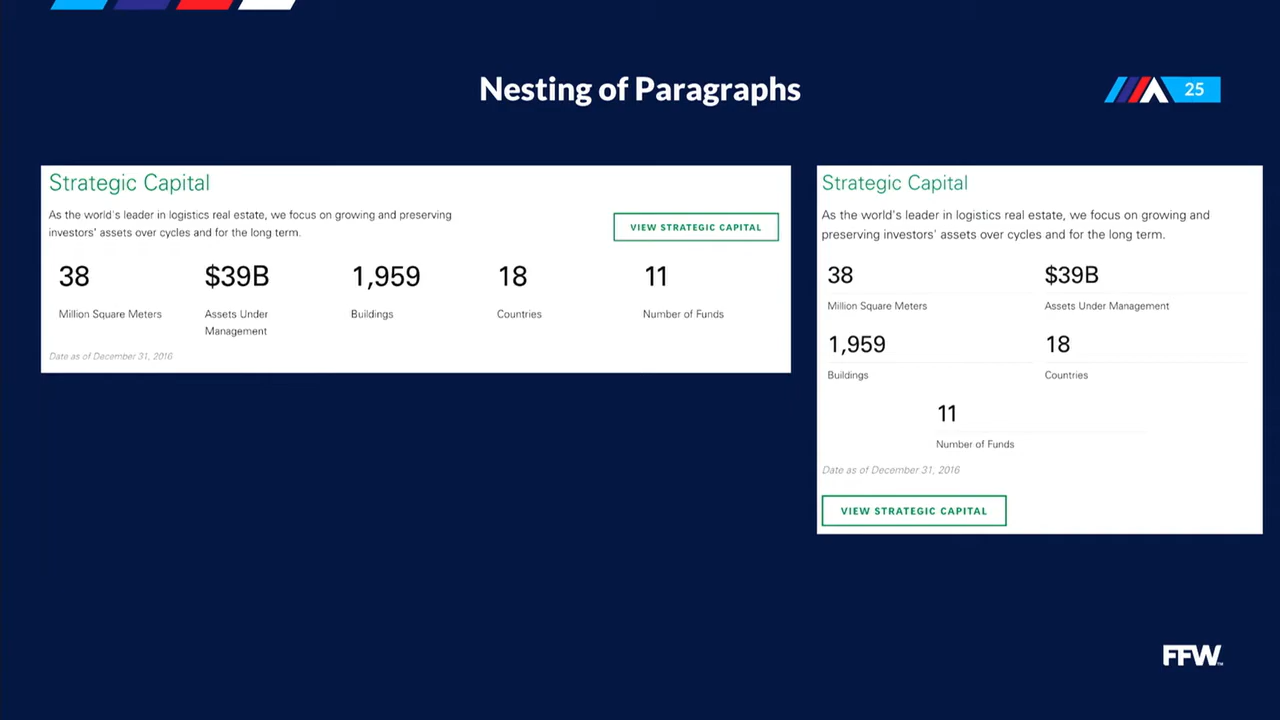 Nesting of Paragraphs
25
Strategic Capital
As the world's leader in logistics real estate, we focus on growing and preserving
investors' assets over cycles and for the long term.
VIEW STRATEGIC CAPITAL
38
$39B
1,959
18
11
Million Square Meters
Assets Under
Management
Buildings
Countries
Number of Funds
Date as of December 31, 2016
Strategic Capital
As the world's leader in logistics real estate, we focus on growing and
preserving investors' assets over cycles and for the long term.
38
$39B
Million Square Meters
Assets Under Management
1,959
18
Buildings
Countries
11
Number of Funds
Date as of December 31, 2016
VIEW STRATEGIC CAPITAL
FFW